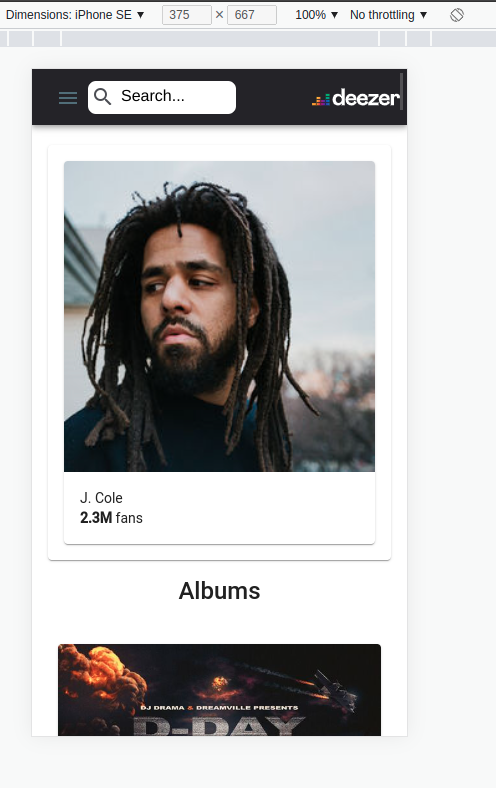 Dimensions: iPhone SE ▼ 375 × 667 100% ▼ No throttling ▼
Search...
deezer
J. Cole
2.3M fans
Albums
DJ DRAMA & DREAMVILLE PRESENTS
D-DAY